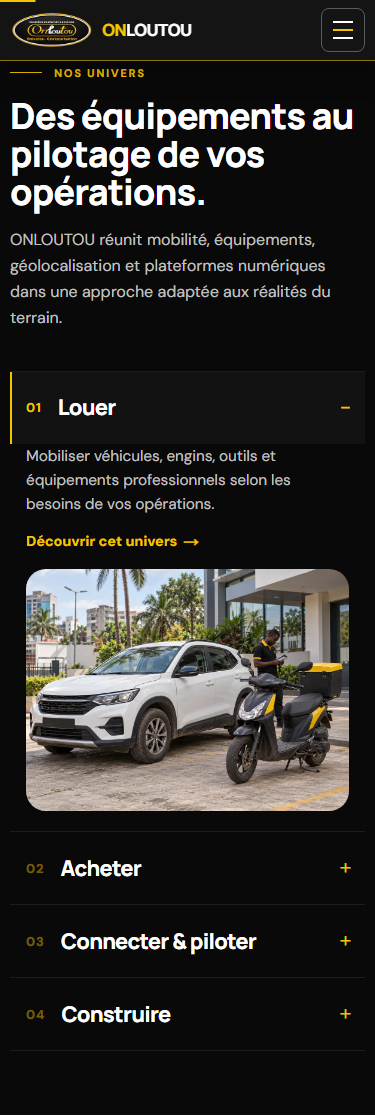 OnLoutou
ONLOUTOU
NOS UNIVERS
Des équipements au
pilotage de vos
opérations.
ONLOUTOU réunit mobilité, équipements,
géolocalisation et plateformes numériques
dans une approche adaptée aux réalités du
terrain.
01 Louer −
Mobiliser véhicules, engins, outils et
équipements professionnels selon les
besoins de vos opérations.
Découvrir cet univers →
02 Acheter +
03 Connecter & piloter +
04 Construire +